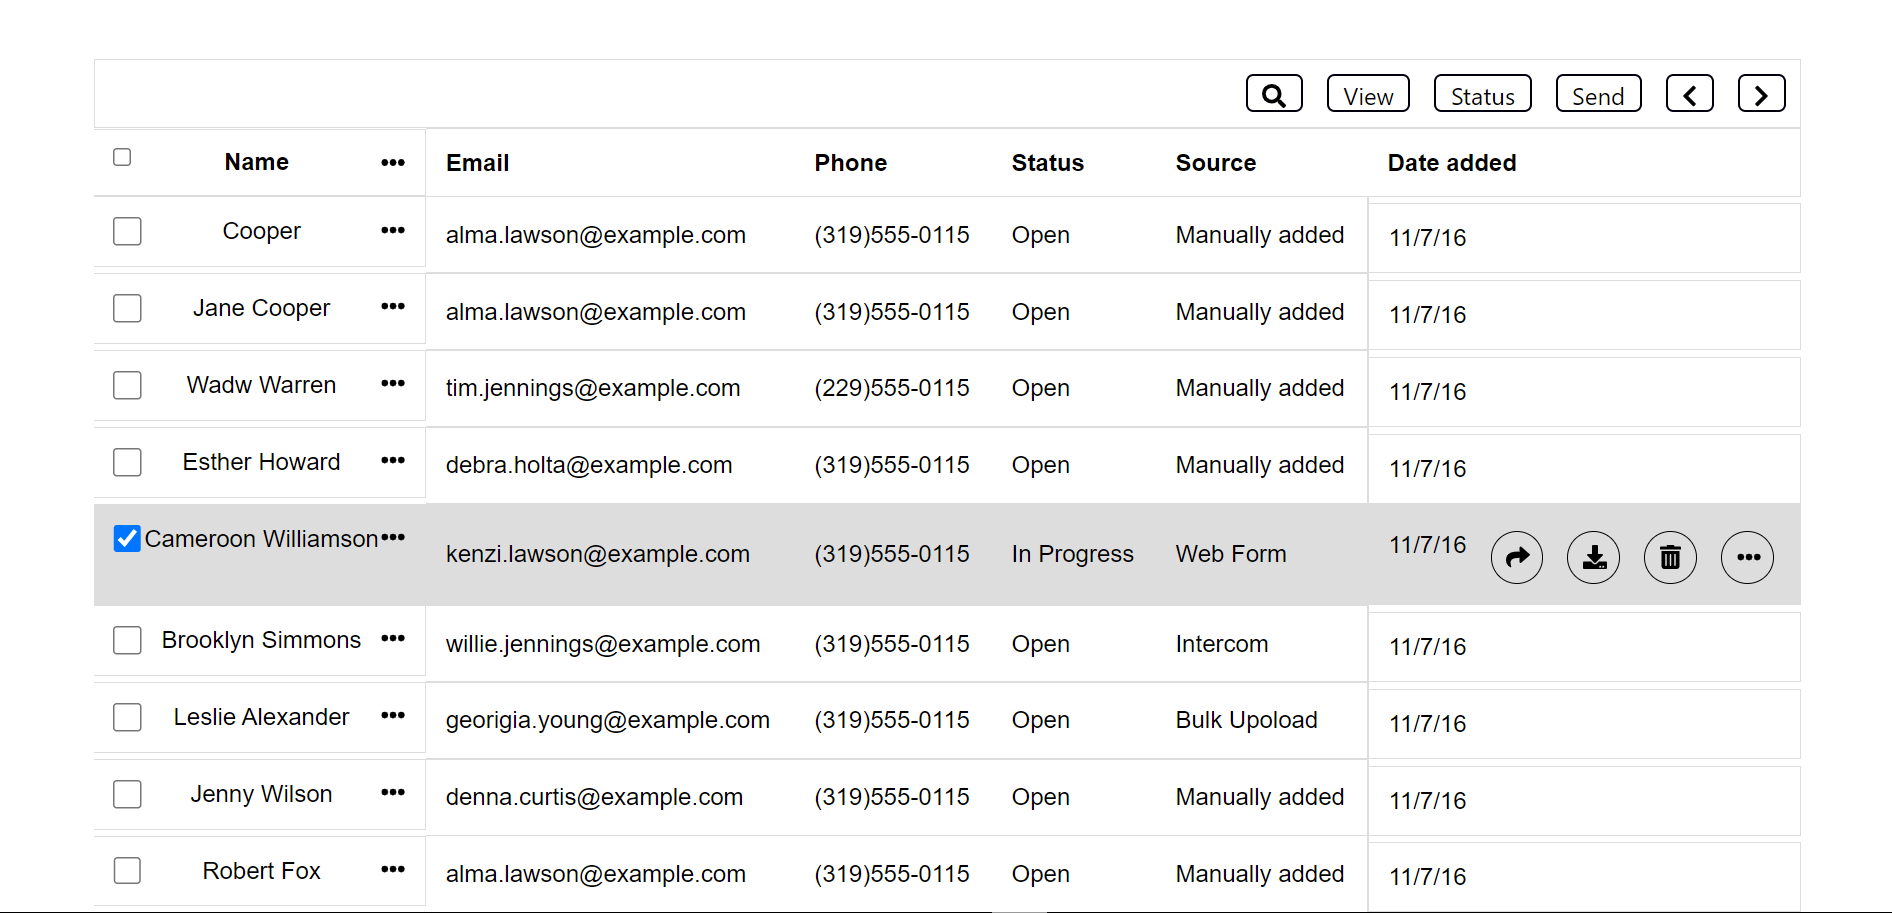 View Status Send
Name Email Phone Status Source Date added
Cooper alma.lawson@example.com (319)555-0115 Open Manually added 11/7/16
Jane Cooper alma.lawson@example.com (319)555-0115 Open Manually added 11/7/16
Wadw Warren tim.jennings@example.com (229)555-0115 Open Manually added 11/7/16
Esther Howard debra.holta@example.com (319)555-0115 Open Manually added 11/7/16
Cameroon Williamson kenzi.lawson@example.com (319)555-0115 In Progress Web Form 11/7/16
Brooklyn Simmons willie.jennings@example.com (319)555-0115 Open Intercom 11/7/16
Leslie Alexander georigia.young@example.com (319)555-0115 Open Bulk Upoload 11/7/16
Jenny Wilson denna.curtis@example.com (319)555-0115 Open Manually added 11/7/16
Robert Fox alma.lawson@example.com (319)555-0115 Open Manually added 11/7/16